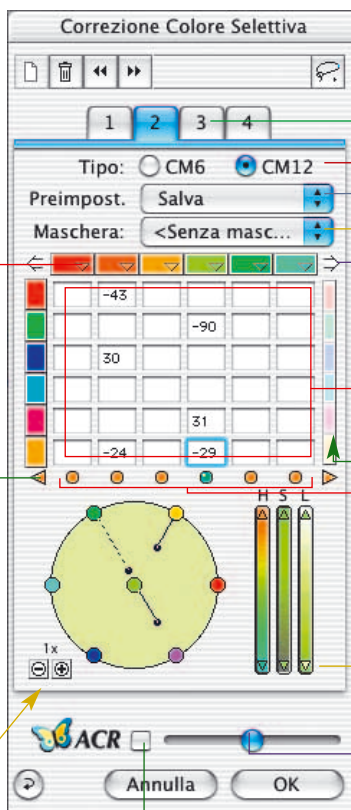 Correzione Colore Selettiva
1 2 3 4
Tipo: CM6 CM12
Preimpost. Salva
Maschera: <Senza masc...
-43
-90
30
31
-24 -29
H S L
1x
ACR
Annulla OK